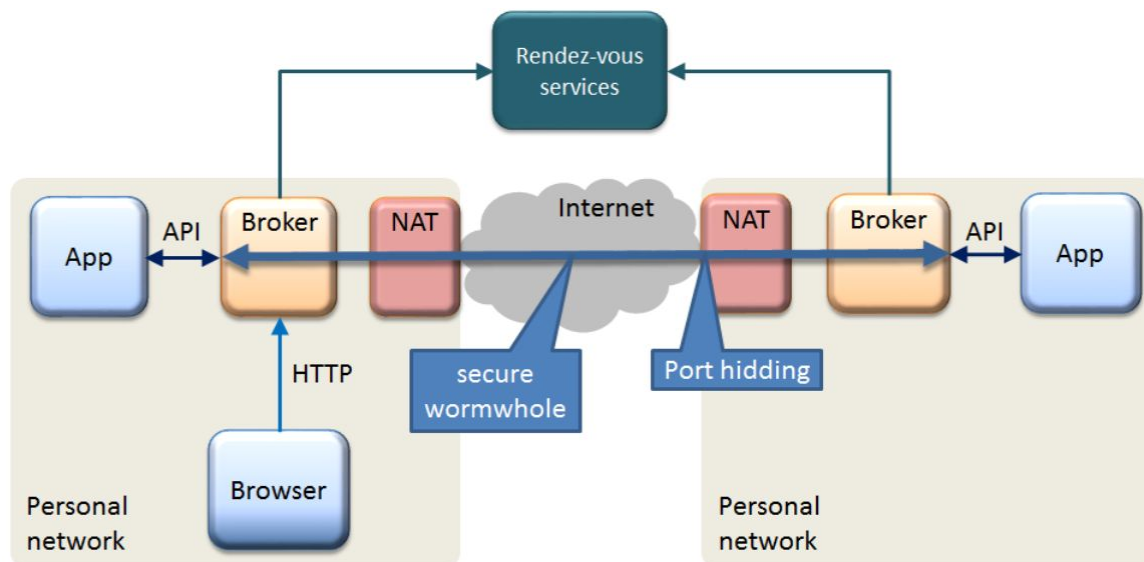 Rendez-vous
services
Internet
Broker
NAT
NAT
Broker
API
API
App
App
secure
wormwhole
Port hidding
HTTP
Browser
Personal
network
Personal
network